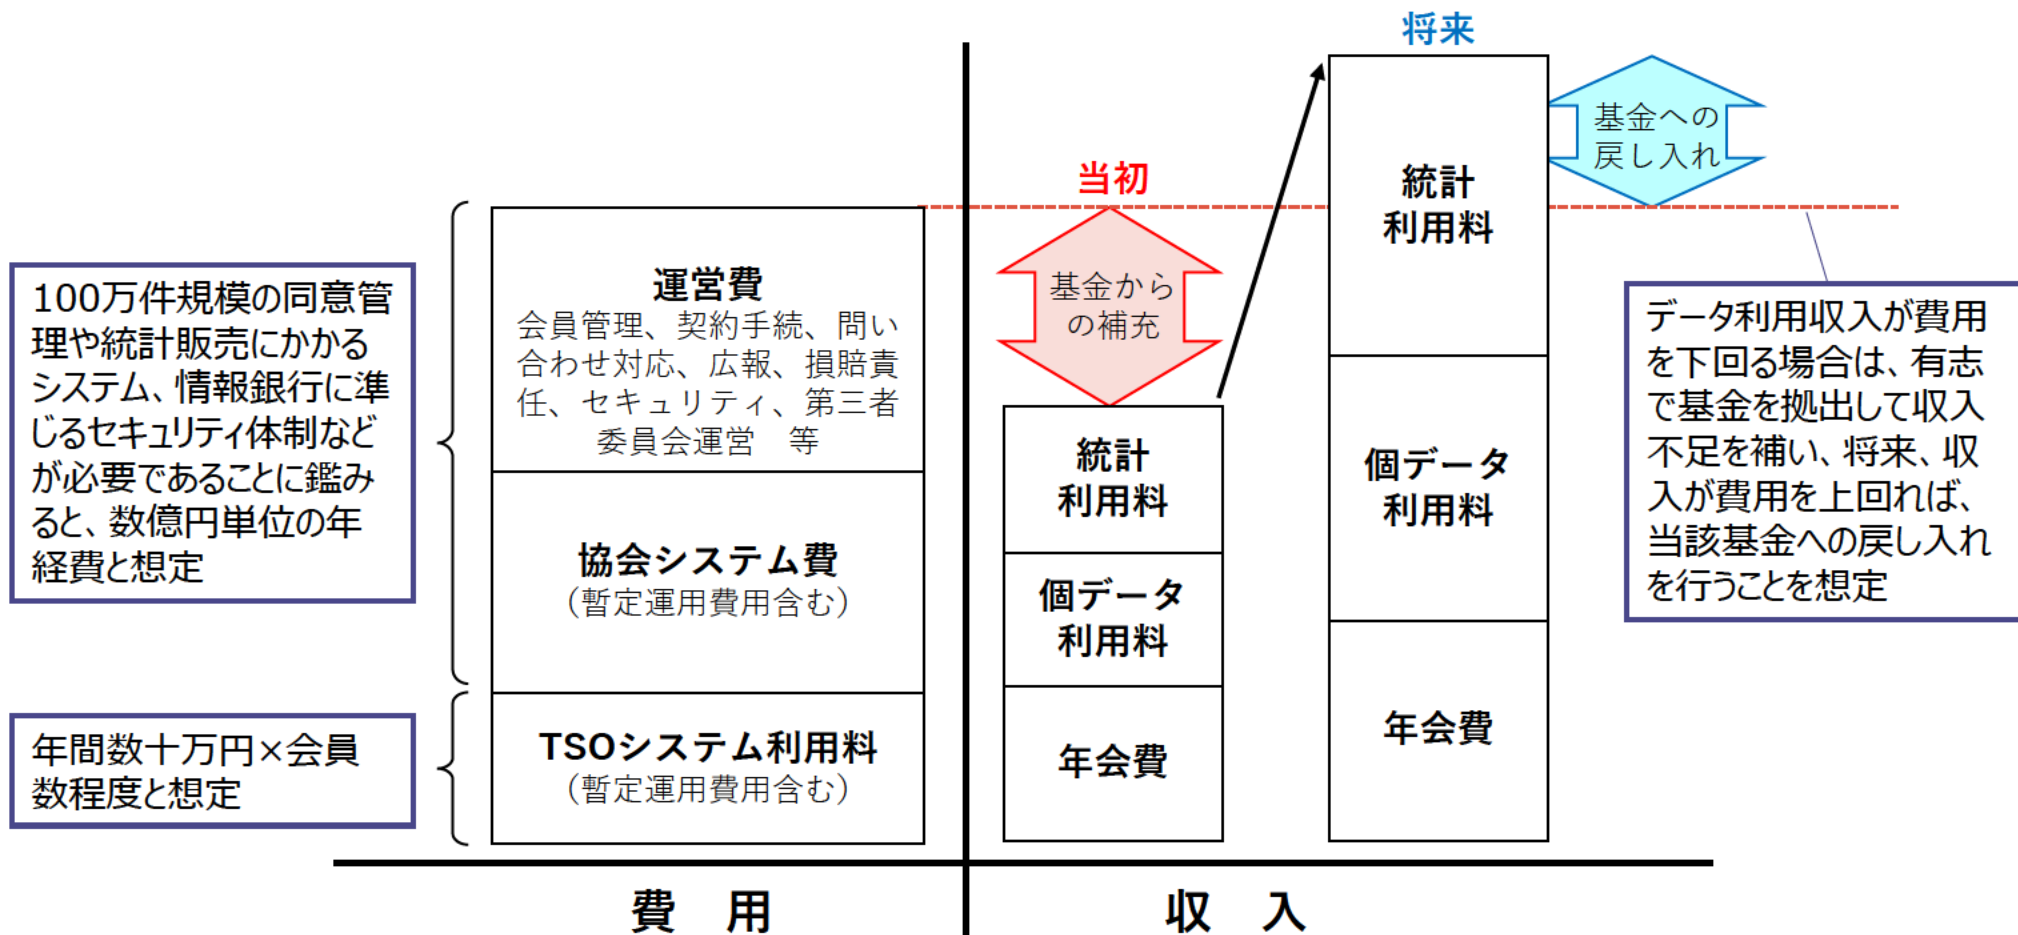 100万件規模の同意管
理や統計販売にかかる
システム、情報銀行に準
じるセキュリティ体制など
が必要であることに鑑み
ると、数億円単位の年
経費と想定
年間数十万円×会員
数程度と想定
運営費
会員管理、契約手続、問い
合わせ対応、広報、損賠責
任、セキュリティ、第三者
委員会運営　等
協会システム費
（暫定運用費用含む）
TSOシステム利用料
（暫定運用費用含む）
費　用
当初
基金から
の補充
統計
利用料
個データ
利用料
年会費
将来
統計
利用料
個データ
利用料
年会費
基金への
戻し入れ
データ利用収入が費用
を下回る場合は、有志
で基金を拠出して収入
不足を補い、将来、収
入が費用を上回れば、
当該基金への戻し入れ
を行うことを想定
収　入